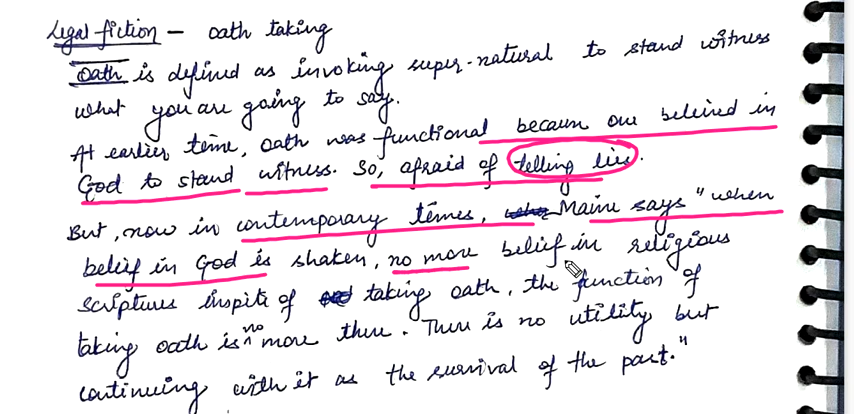 Legal fiction – oath taking
Oath is defined as invoking super-natural to stand witness
what you are going to say.
At earlier time, oath was functional because one believed in
God to stand witness. So, afraid of telling lies.
But, now in contemporary times, Maine says "when
belief in God is shaken, no more belief in religious
scriptures inspite of taking oath, the function of
taking oath is no more there. There is no utility but
continuing with it as the survival of the past."